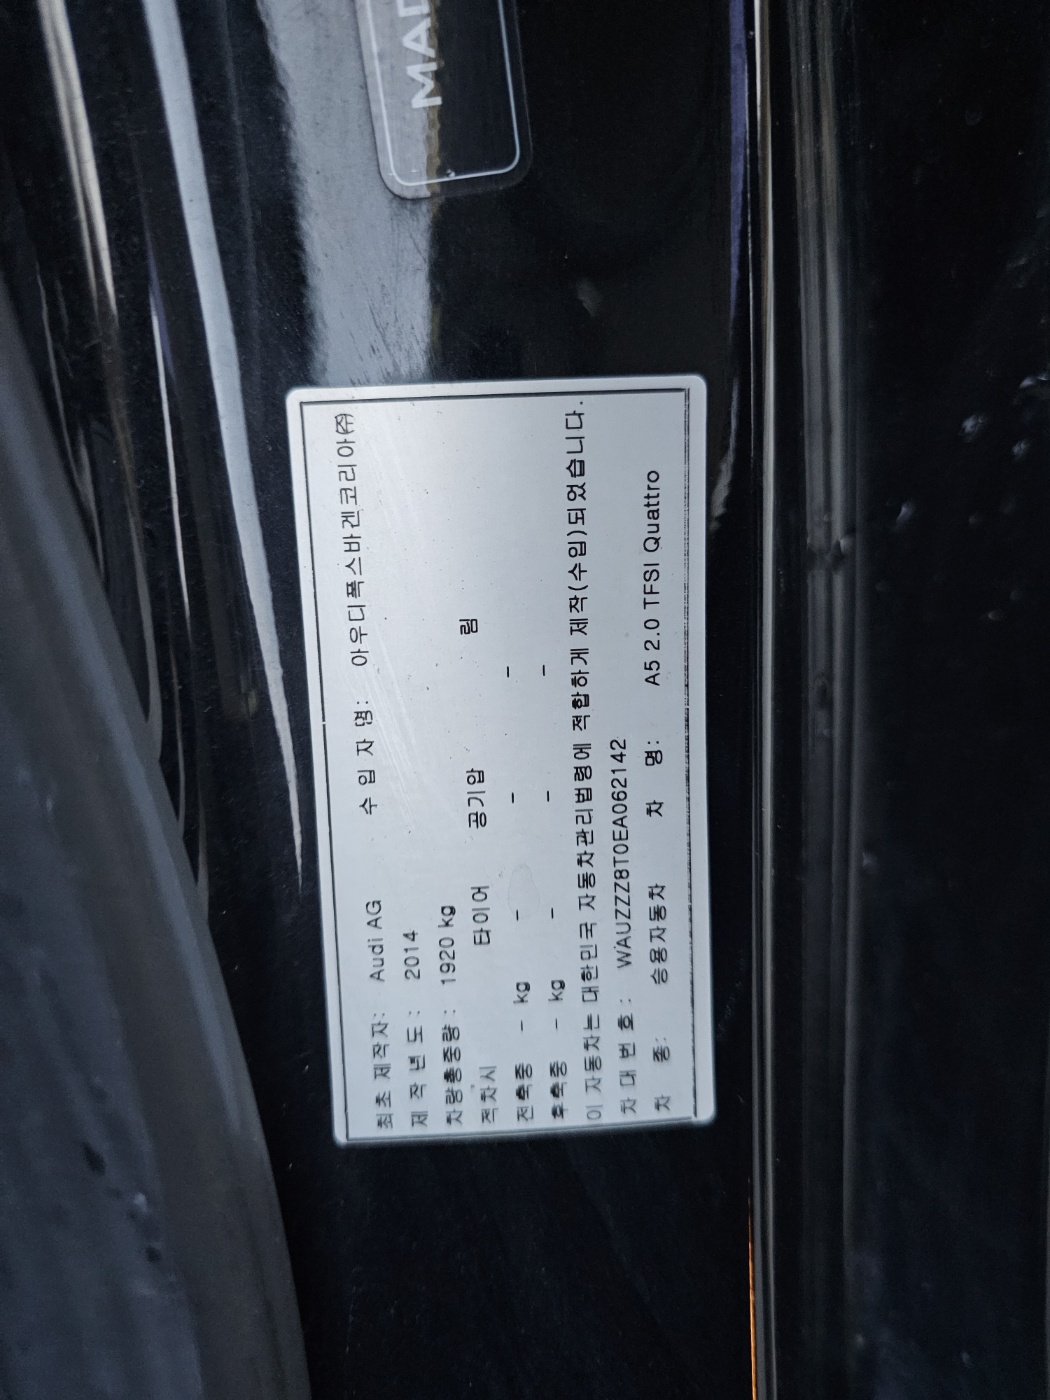 최초 제작자: Audi AG 수 입 자 명: 아우디폭스바겐코리아㈜
제 작 년 도 : 2014
차량총중량 : 1920 kg
적차시 타이어 공기압 림
전축중 – kg – – –
후축중 – kg – – –
이 자동차는 대한민국 자동차관리법령에 적합하게 제작(수입)되었습니다.
차 대 번 호 : WAUZZZ8T0EA062142
차 종: 승용자동차 차 명: A5 2.0 TFSI Quattro